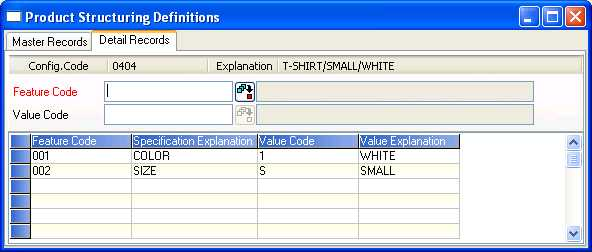 Product Structuring Definitions
Master Records Detail Records
Config.Code 0404 Explanation T-SHIRT/SMALL/WHITE
Feature Code
Value Code
Feature Code Specification Explanation Value Code Value Explanation
001 COLOR 1 WHITE
002 SIZE S SMALL